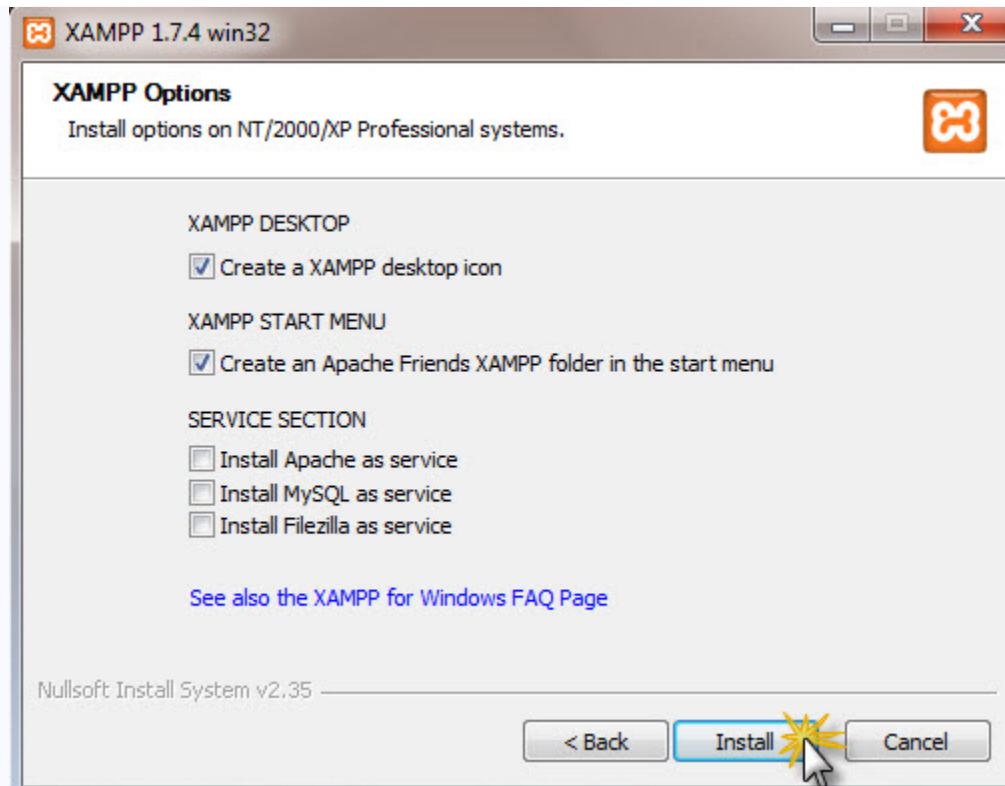 XAMPP 1.7.4 win32
XAMPP Options
Install options on NT/2000/XP Professional systems.
XAMPP DESKTOP
Create a XAMPP desktop icon
XAMPP START MENU
Create an Apache Friends XAMPP folder in the start menu
SERVICE SECTION
Install Apache as service
Install MySQL as service
Install Filezilla as service
See also the XAMPP for Windows FAQ Page
Nullsoft Install System v2.35
< Back Install Cancel